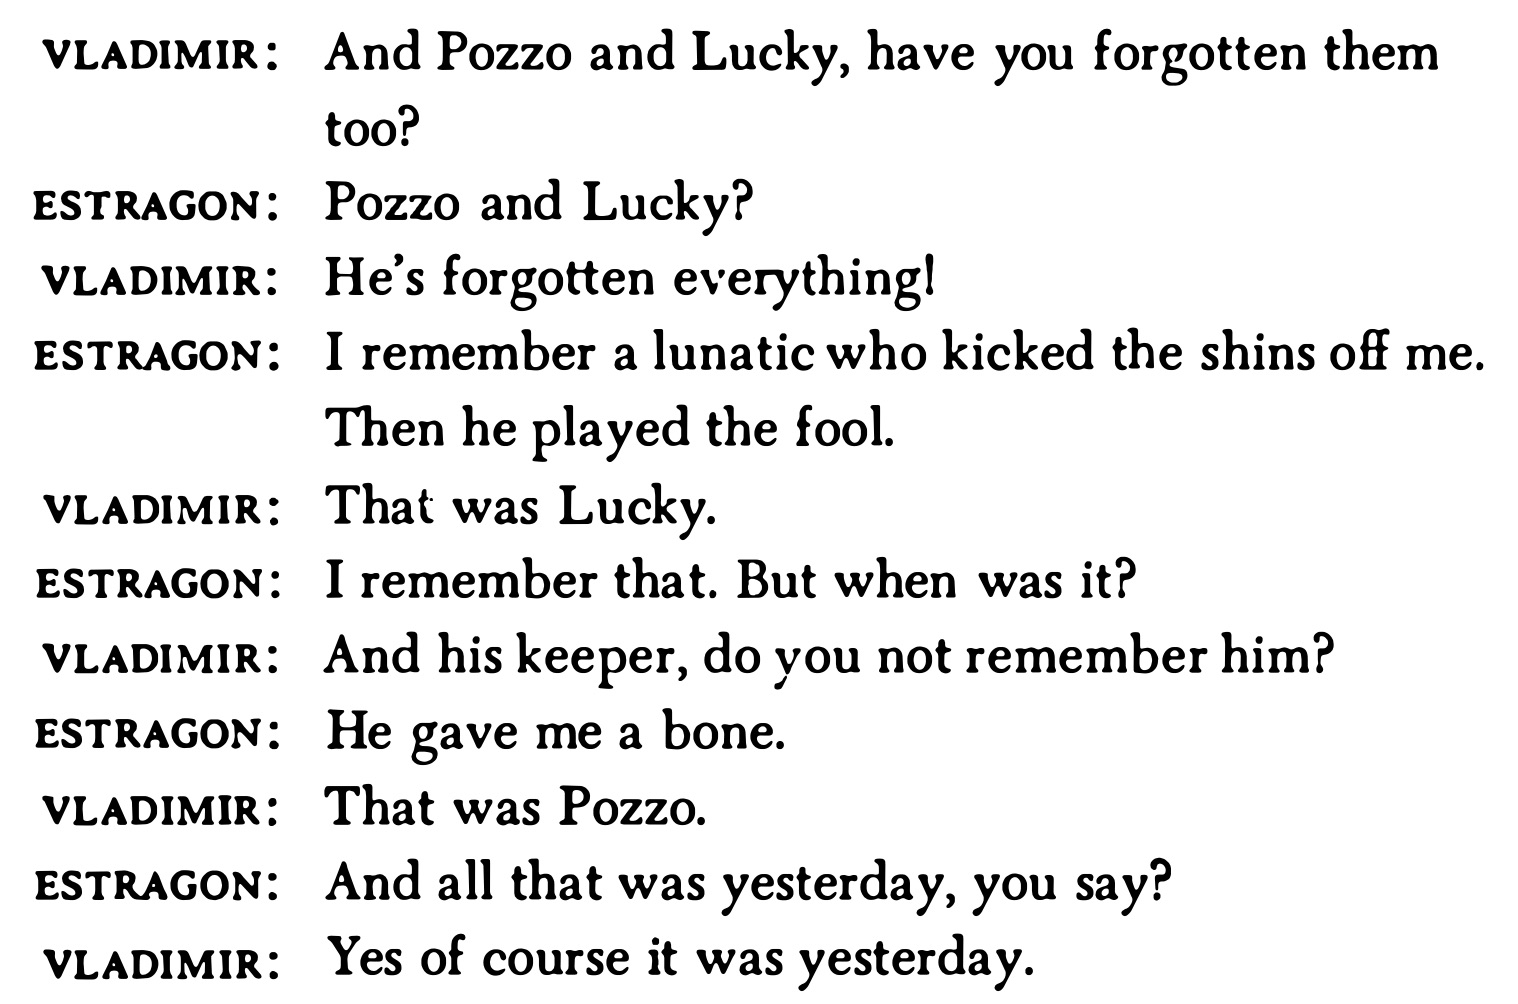 VLADIMIR: And Pozzo and Lucky, have you forgotten them
too?
ESTRAGON: Pozzo and Lucky?
VLADIMIR: He's forgotten everything!
ESTRAGON: I remember a lunatic who kicked the shins off me.
Then he played the fool.
VLADIMIR: That was Lucky.
ESTRAGON: I remember that. But when was it?
VLADIMIR: And his keeper, do you not remember him?
ESTRAGON: He gave me a bone.
VLADIMIR: That was Pozzo.
ESTRAGON: And all that was yesterday, you say?
VLADIMIR: Yes of course it was yesterday.